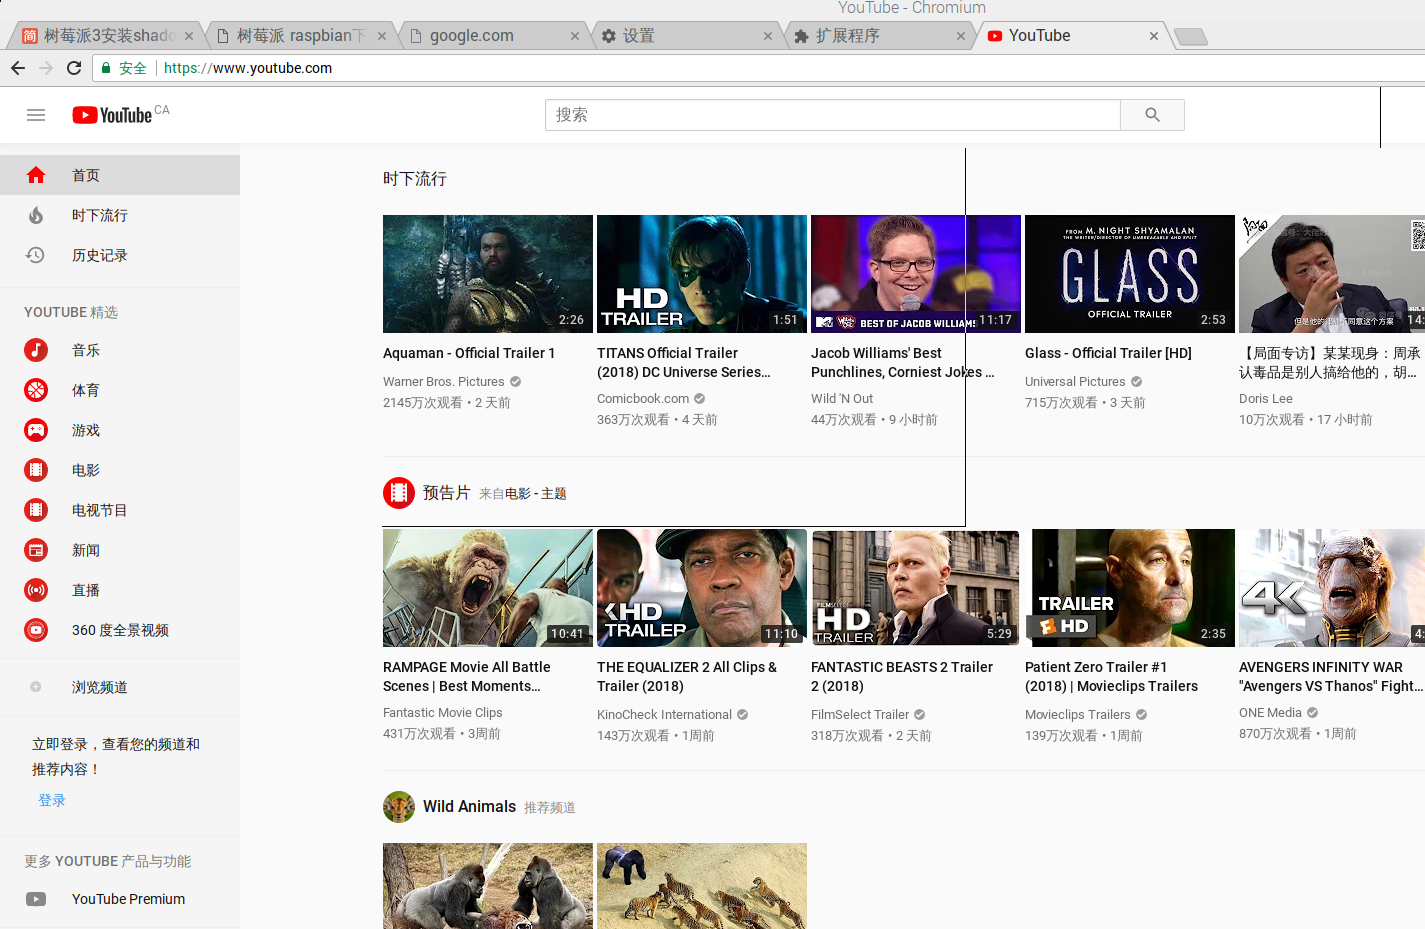 YouTube - Chromium
树莓派3安装shado
树莓派 raspbian下
google.com
设置
扩展程序
YouTube
安全
https://www.youtube.com
YouTube CA
搜索
首页
时下流行
历史记录
YOUTUBE 精选
音乐
体育
游戏
电影
电视节目
新闻
直播
360 度全景视频
浏览频道
立即登录，查看您的频道和
推荐内容！
登录
更多 YOUTUBE 产品与功能
YouTube Premium
时下流行
2:26
Aquaman - Official Trailer 1
Warner Bros. Pictures
2145万次观看 • 2 天前
HD
TRAILER
1:51
TITANS Official Trailer
(2018) DC Universe Series…
Comicbook.com
363万次观看 • 4 天前
BEST OF JACOB WILLIAMS
11:17
Jacob Williams' Best
Punchlines, Corniest Jokes …
Wild 'N Out
44万次观看 • 9 小时前
FROM M. NIGHT SHYAMALAN
THE WRITER/DIRECTOR OF UNBREAKABLE AND SPLIT
GLASS
OFFICIAL TRAILER
2:53
Glass - Official Trailer [HD]
Universal Pictures
715万次观看 • 3 天前
14:
【局面专访】某某现身：周承
认毒品是别人搞给他的，胡…
Doris Lee
10万次观看 • 17 小时前
预告片 来自电影 - 主题
10:41
RAMPAGE Movie All Battle
Scenes | Best Moments…
Fantastic Movie Clips
431万次观看 • 3周前
KHD
TRAILER
11:10
THE EQUALIZER 2 All Clips &
Trailer (2018)
KinoCheck International
143万次观看 • 1周前
FILMSELECT
HD
TRAILER
5:29
FANTASTIC BEASTS 2 Trailer
2 (2018)
FilmSelect Trailer
318万次观看 • 2 天前
TRAILER
HD
2:35
Patient Zero Trailer #1
(2018) | Movieclips Trailers
Movieclips Trailers
139万次观看 • 1周前
4K
4:
AVENGERS INFINITY WAR
"Avengers VS Thanos" Fight…
ONE Media
870万次观看 • 1周前
Wild Animals 推荐频道